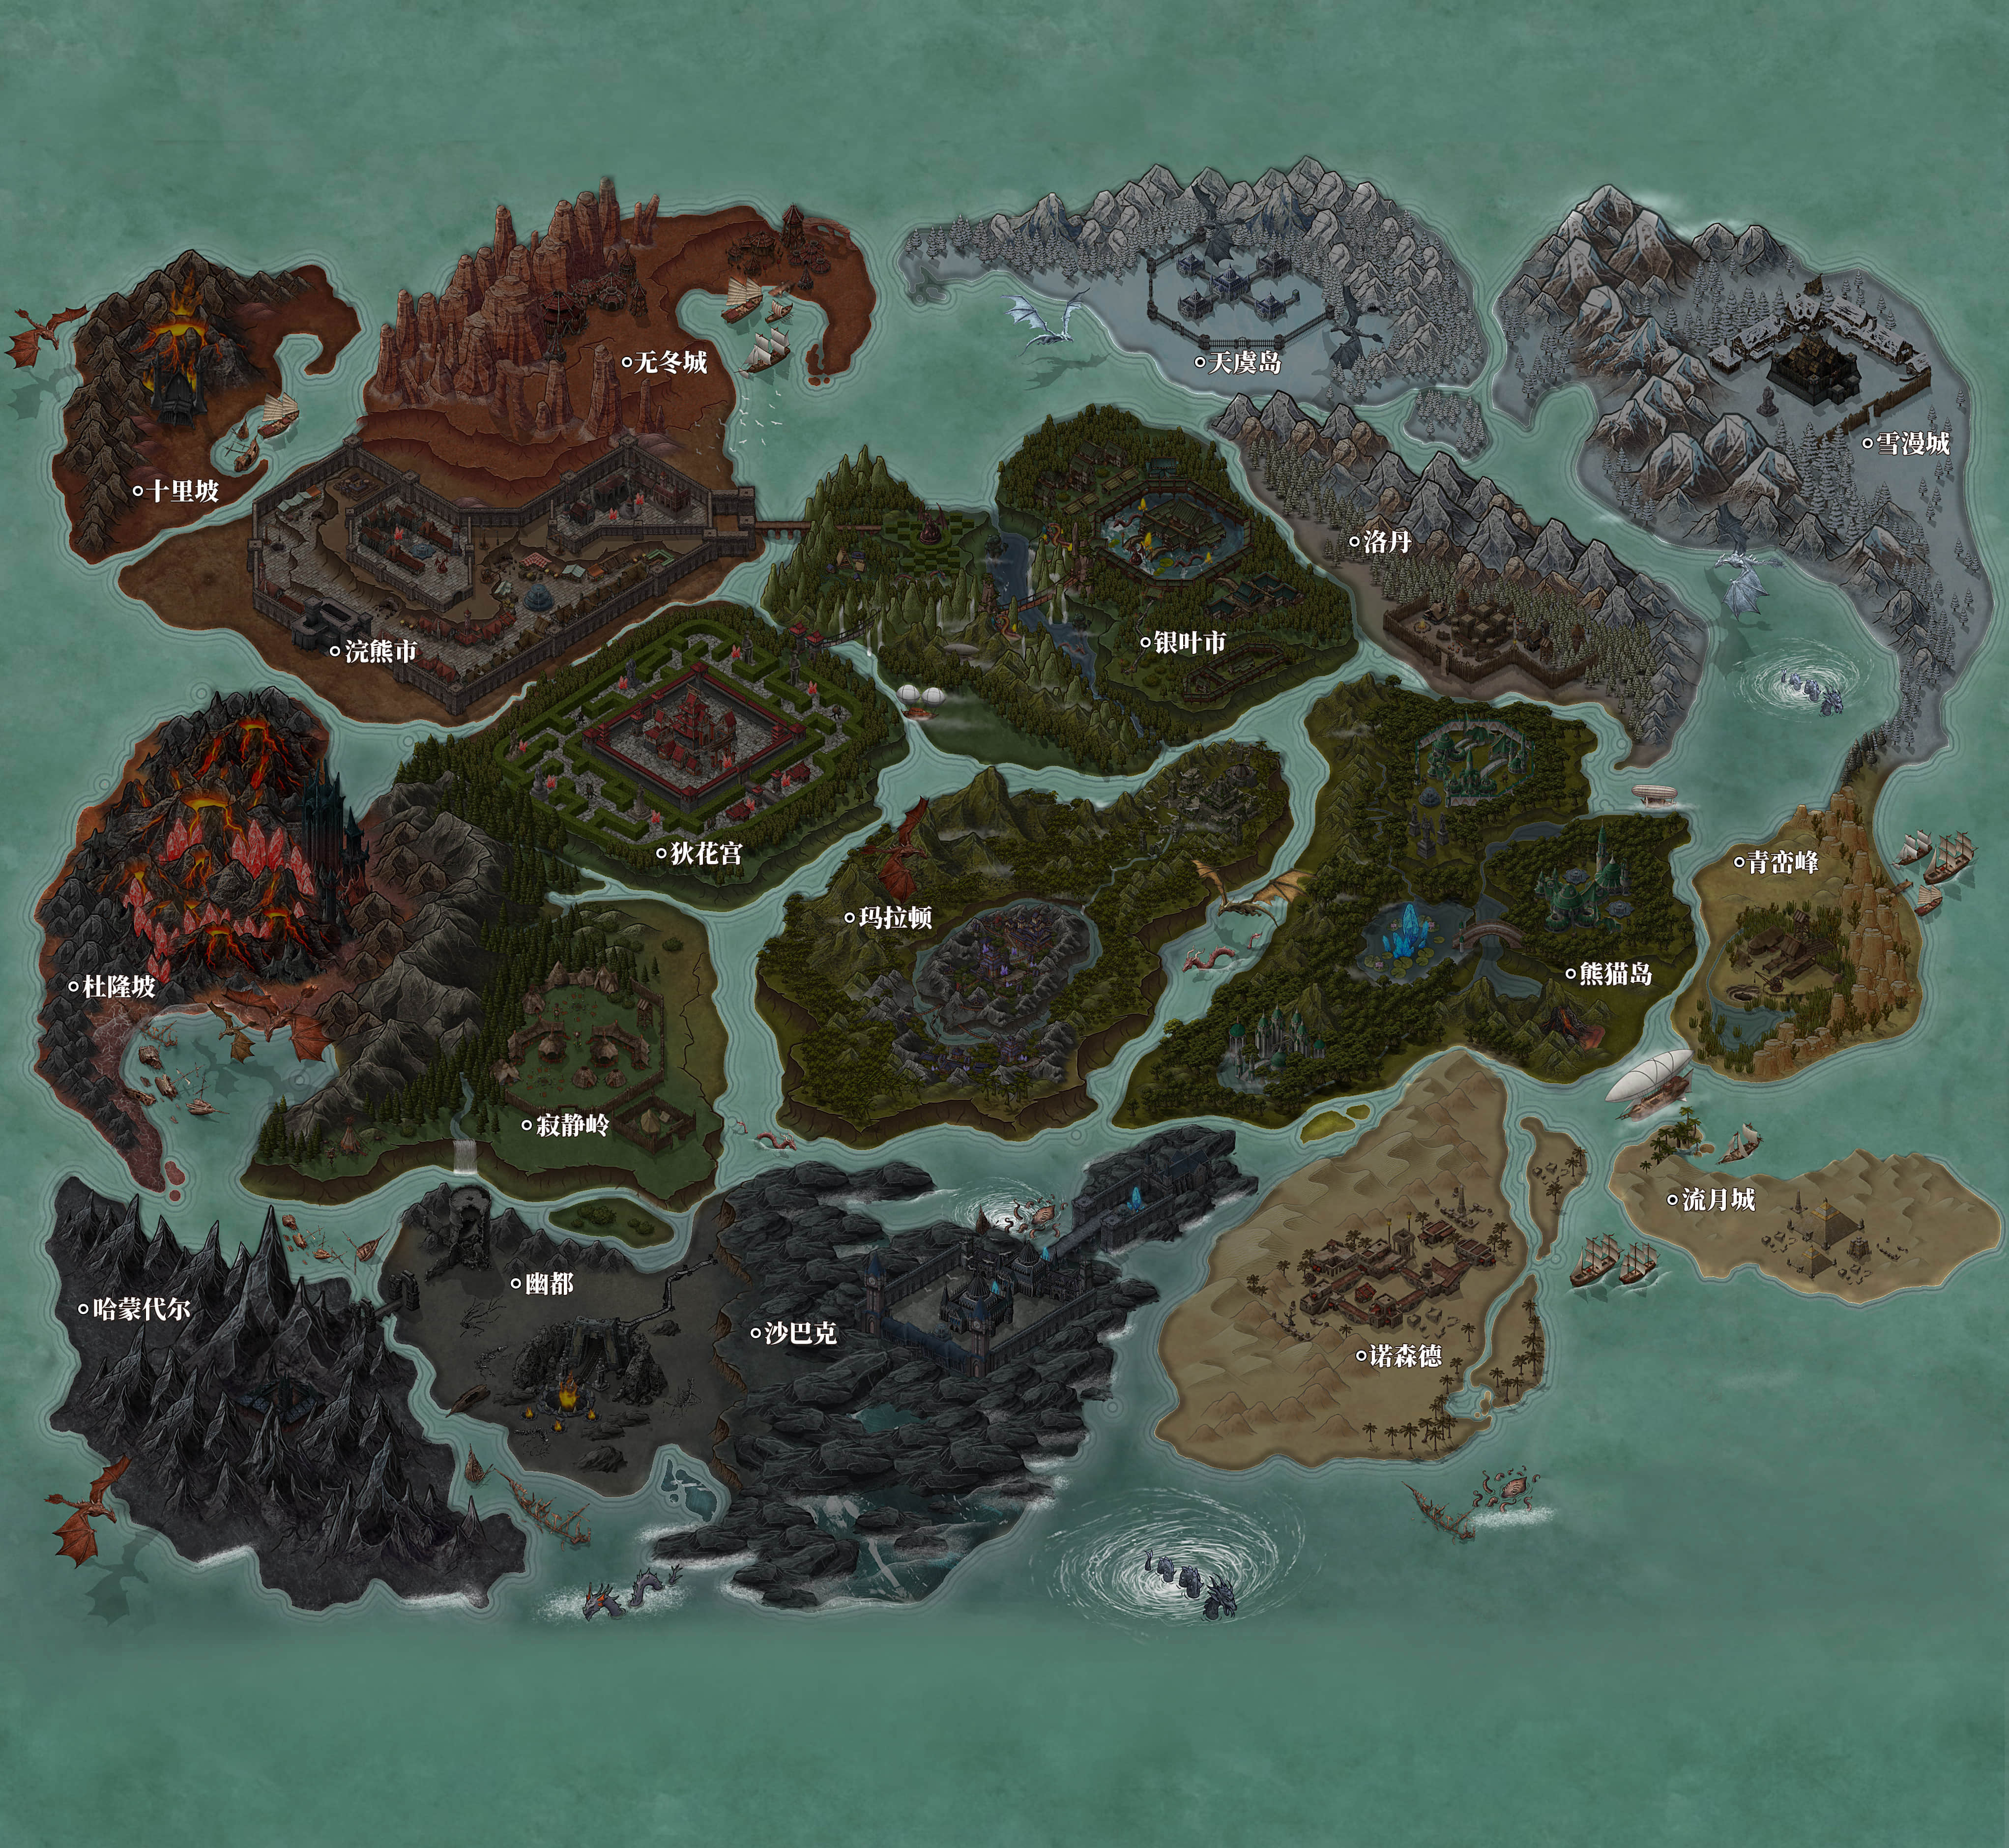 无冬城
天虞岛
雪漫城
十里坡
洛丹
浣熊市
银叶市
狄花宫
青峦峰
玛拉顿
熊猫岛
杜隆坡
寂静岭
流月城
幽都
哈蒙代尔
沙巴克
诺森德